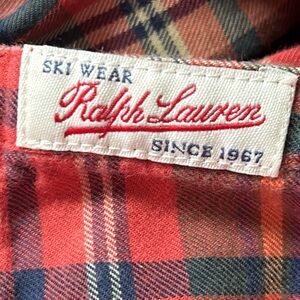 SKI WEAR
Ralph Lauren
SINCE 1967